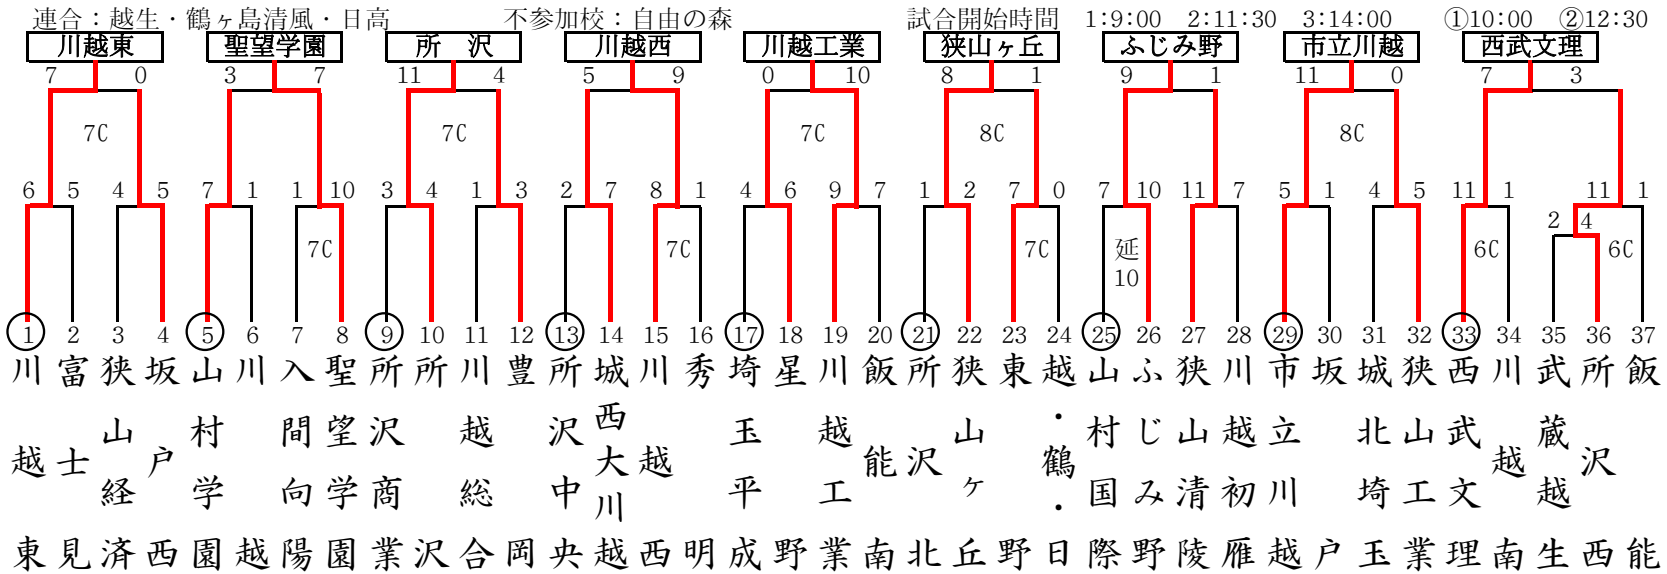 連合：越生・鶴ヶ島清風・日高　不参加校：自由の森　試合開始時間　1:9:00　2:11:30　3:14:00　①10:00　②12:30
川越東　聖望学園　所　沢　川越西　川越工業　狭山ヶ丘　ふじみ野　市立川越　西武文理
7 0 3 7 11 4 5 9 0 10 8 1 9 1 11 0 7 3
7C 7C 7C 8C 8C
6 5 4 5 7 1 1 10 3 4 1 3 2 7 8 1 4 6 9 7 1 2 7 0 7 10 11 7 5 1 4 5 11 1 11 1
2 4
7C 7C 7C 延 6C 6C
10
1 2 3 4 5 6 7 8 9 10 11 12 13 14 15 16 17 18 19 20 21 22 23 24 25 26 27 28 29 30 31 32 33 34 35 36 37
川越東
富士見
狭山経済
坂戸西
山村学園
川越
入間向陽
聖望学園
所沢商業
所沢
川越総合
豊岡
所沢中央
城西大川越
川越西
秀明
埼玉平成
星野
川越工業
飯能南
所沢北
狭山ケ丘
東野
越・鶴・日
山村国際
ふじみ野
狭山清陵
川越初雁
市立川越
坂戸
城北埼玉
狭山工業
西武文理
川越南
武蔵越生
所沢西
飯能